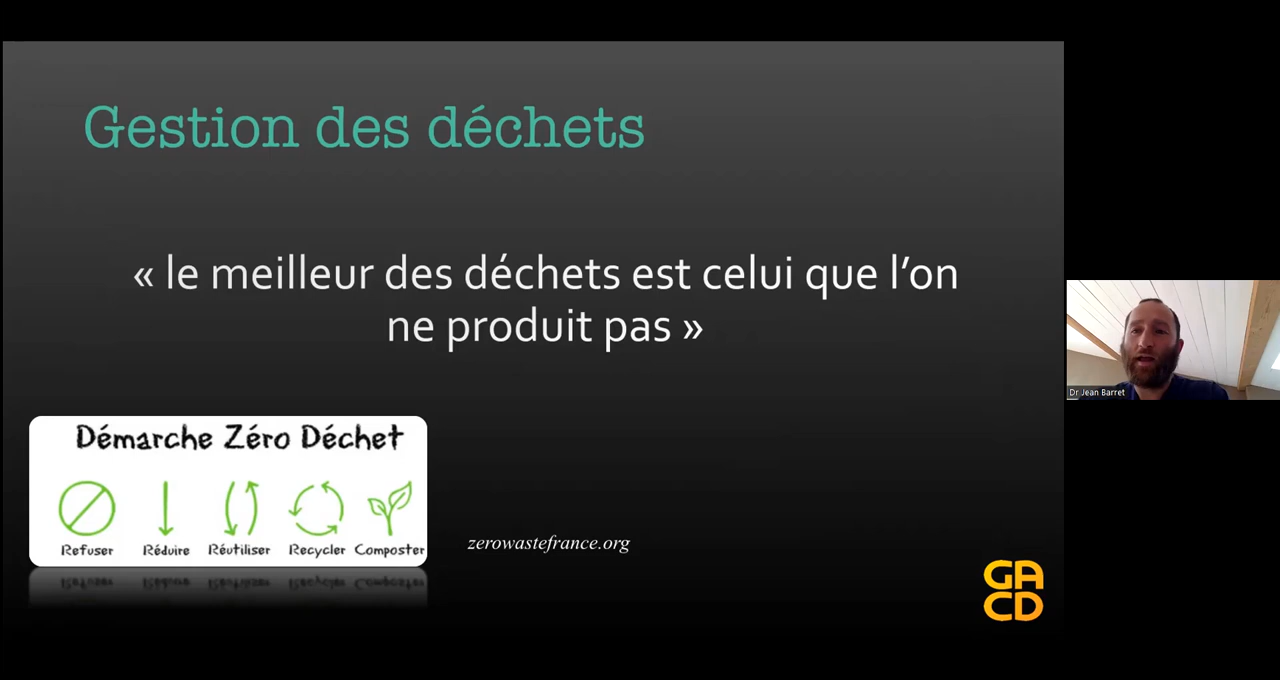 Gestion des déchets
« le meilleur des déchets est celui que l’on
ne produit pas »
Démarche Zéro Déchet
Refuser Réduire Réutiliser Recycler Composter
zerowastefrance.org
GA
CD
Dr Jean Barret